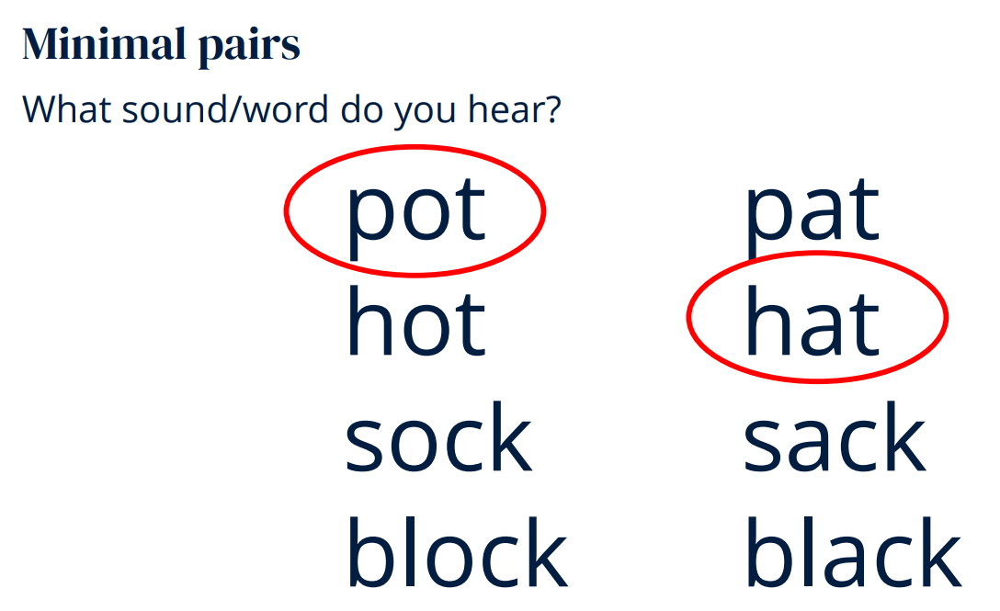 Minimal pairs
What sound/word do you hear?
pot pat
hot hat
sock sack
block black